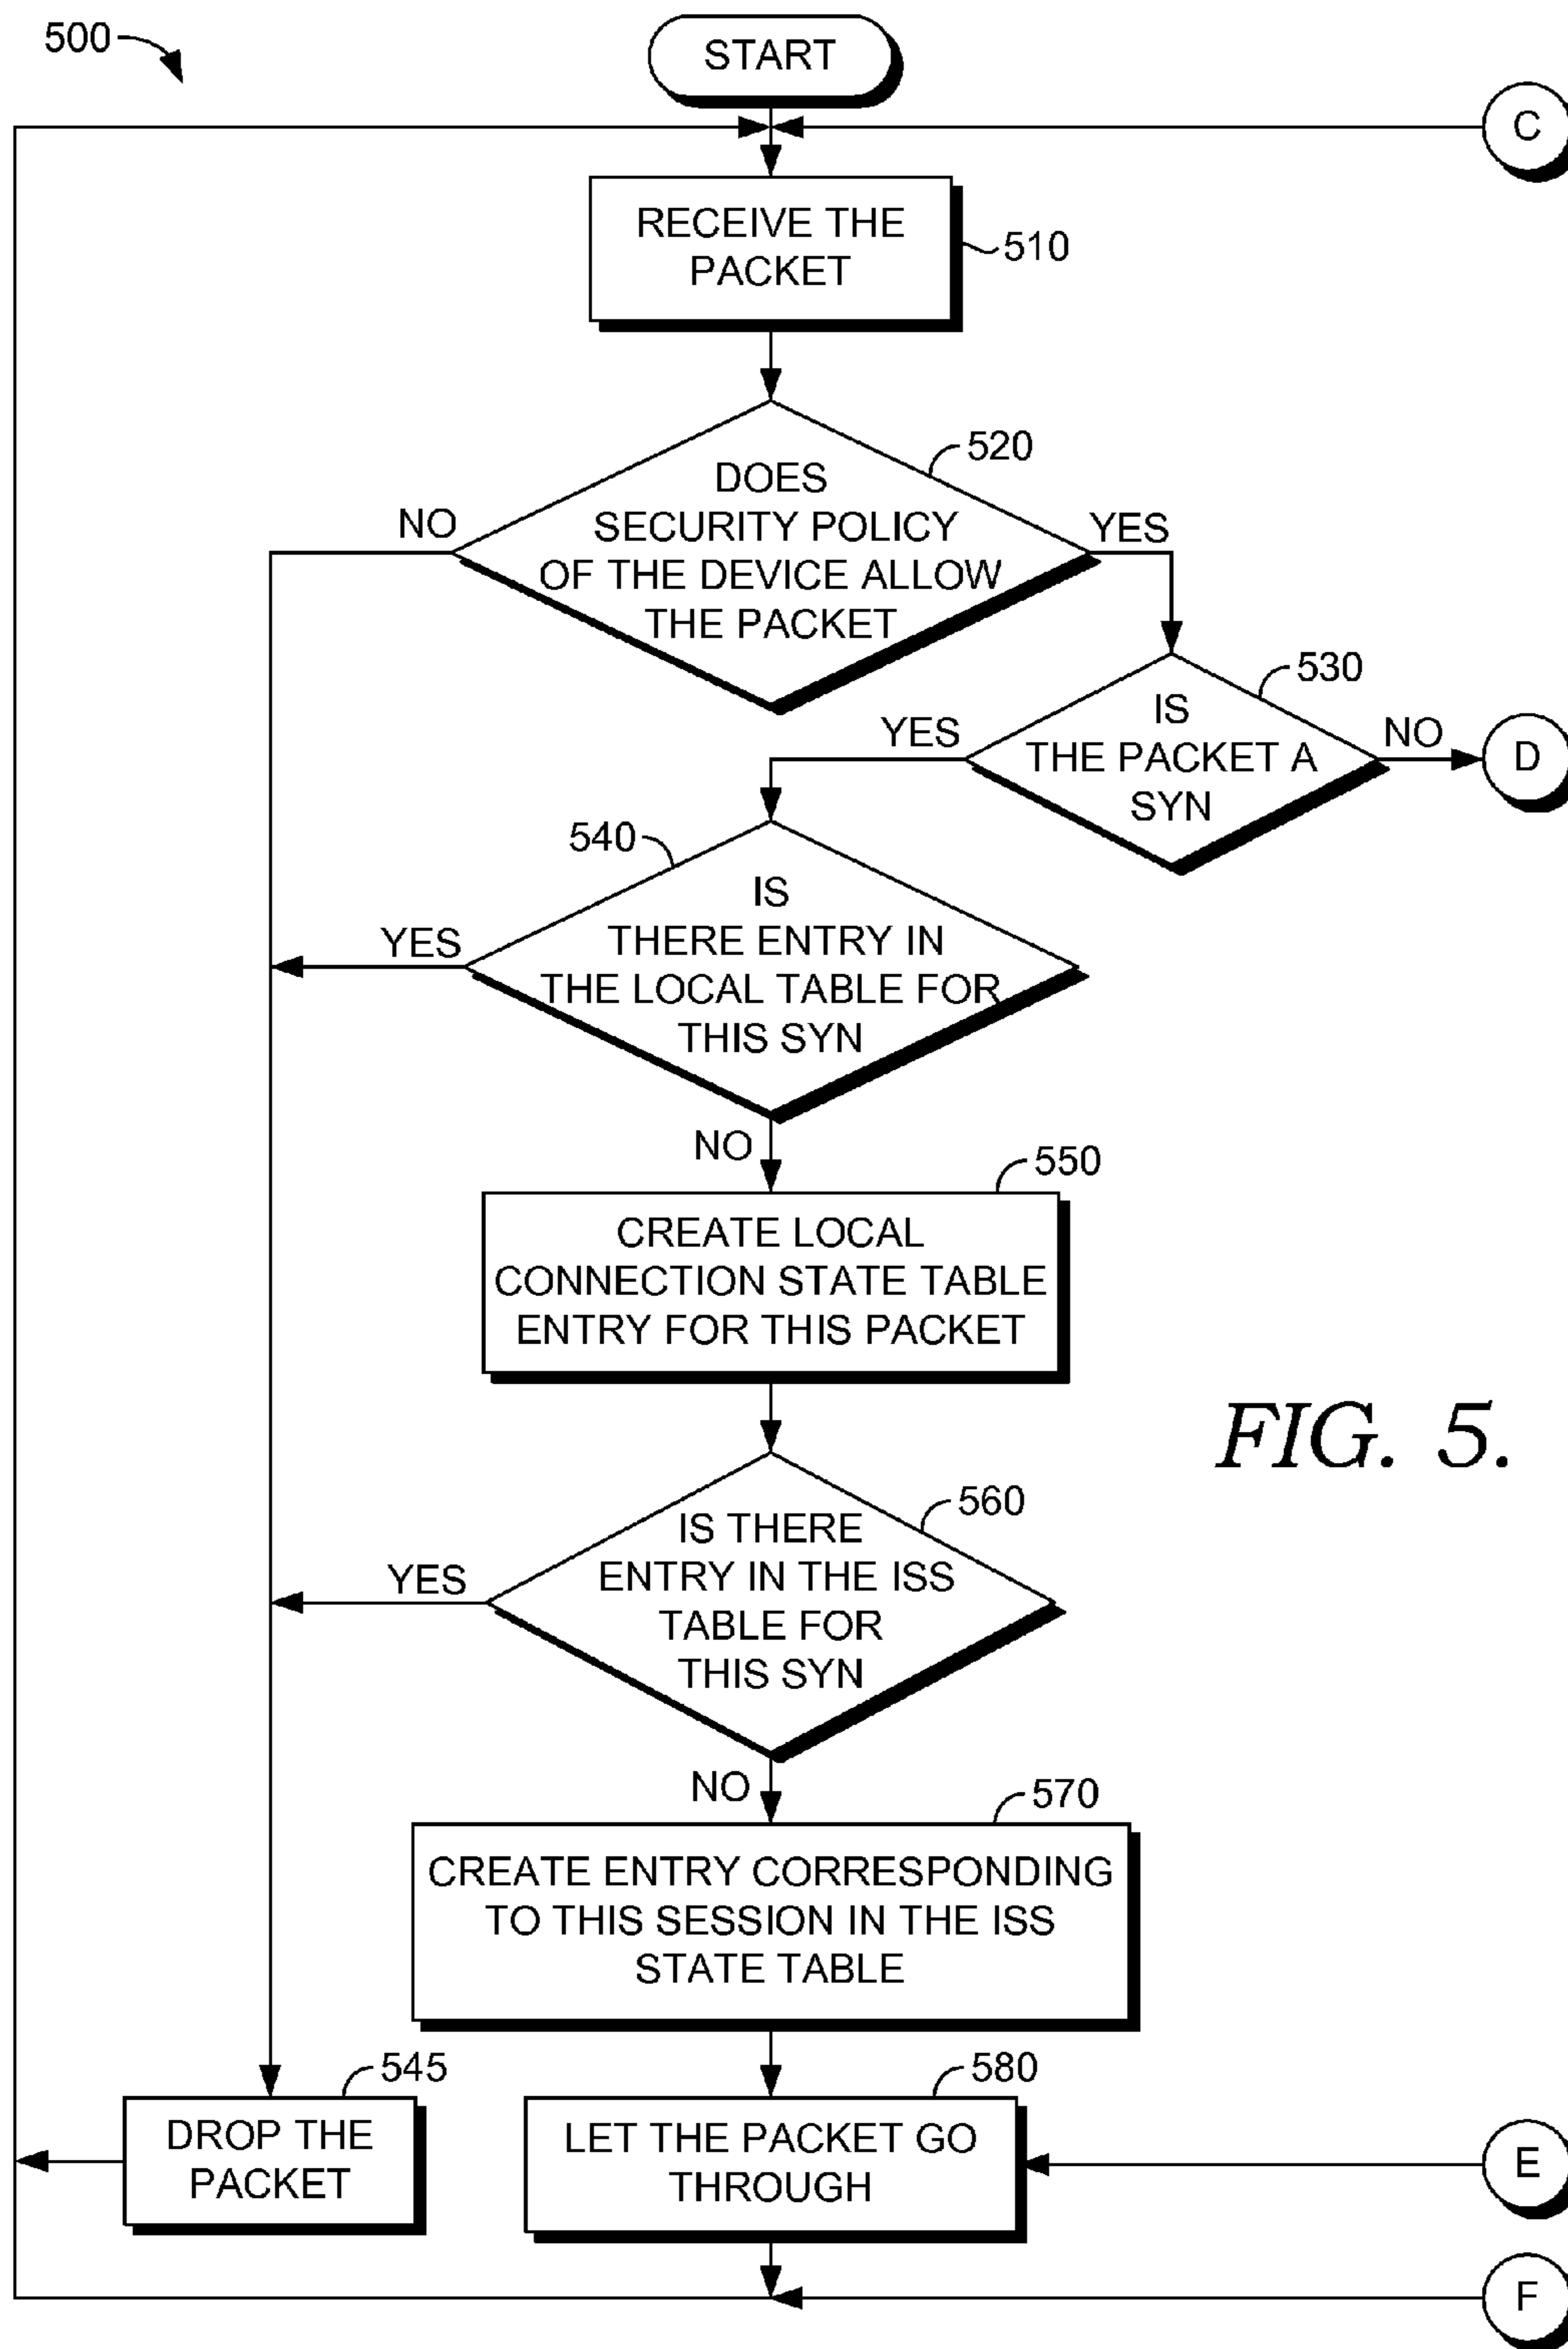 500
START
C
RECEIVE THE
PACKET
510
520
DOES
SECURITY POLICY
OF THE DEVICE ALLOW
THE PACKET
NO
YES
530
IS
THE PACKET A
SYN
YES
NO
D
540
IS
THERE ENTRY IN
THE LOCAL TABLE FOR
THIS SYN
YES
NO
550
CREATE LOCAL
CONNECTION STATE TABLE
ENTRY FOR THIS PACKET
FIG. 5.
560
IS THERE
ENTRY IN THE ISS
TABLE FOR
THIS SYN
YES
NO
570
CREATE ENTRY CORRESPONDING
TO THIS SESSION IN THE ISS
STATE TABLE
545
DROP THE
PACKET
580
LET THE PACKET GO
THROUGH
E
F